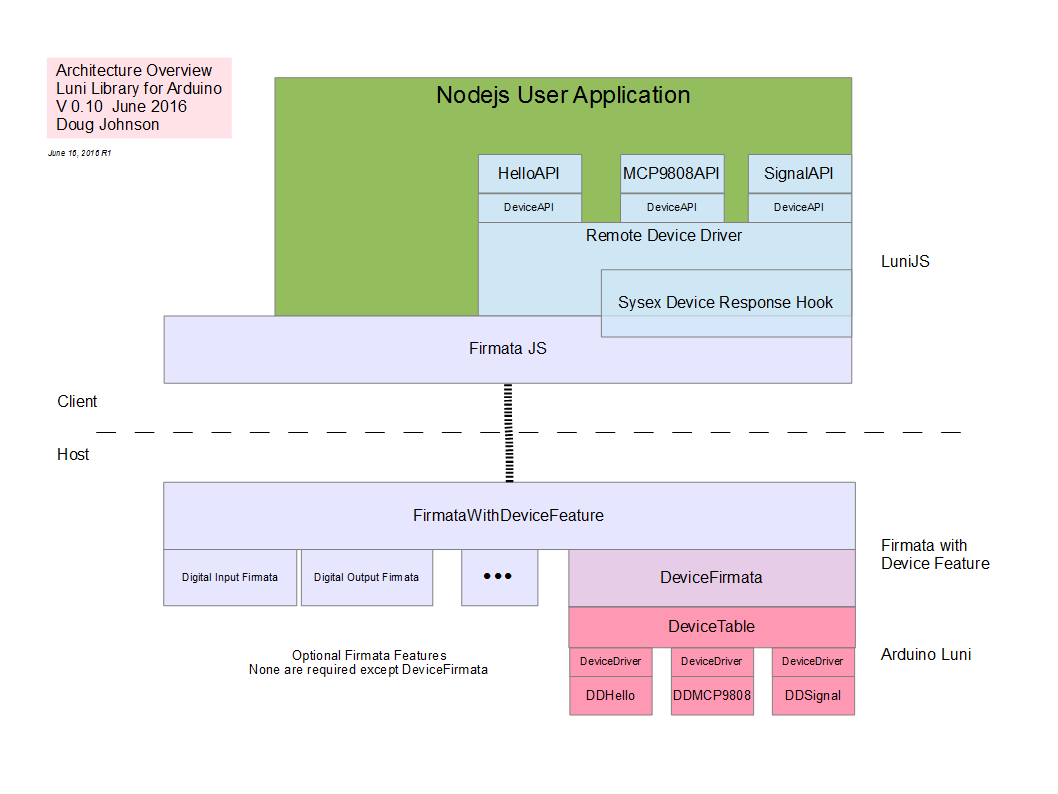 Architecture Overview
Luni Library for Arduino
V 0.10  June 2016
Doug Johnson
June 16, 2016 R1
Nodejs User Application
HelloAPI
MCP9808API
SignalAPI
DeviceAPI
DeviceAPI
DeviceAPI
Remote Device Driver
LuniJS
Sysex Device Response Hook
Firmata JS
Client
Host
FirmataWithDeviceFeature
Firmata with
Device Feature
Digital Input Firmata
Digital Output Firmata
•••
DeviceFirmata
DeviceTable
Optional Firmata Features
None are required except DeviceFirmata
Arduino Luni
DeviceDriver
DeviceDriver
DeviceDriver
DDHello
DDMCP9808
DDSignal